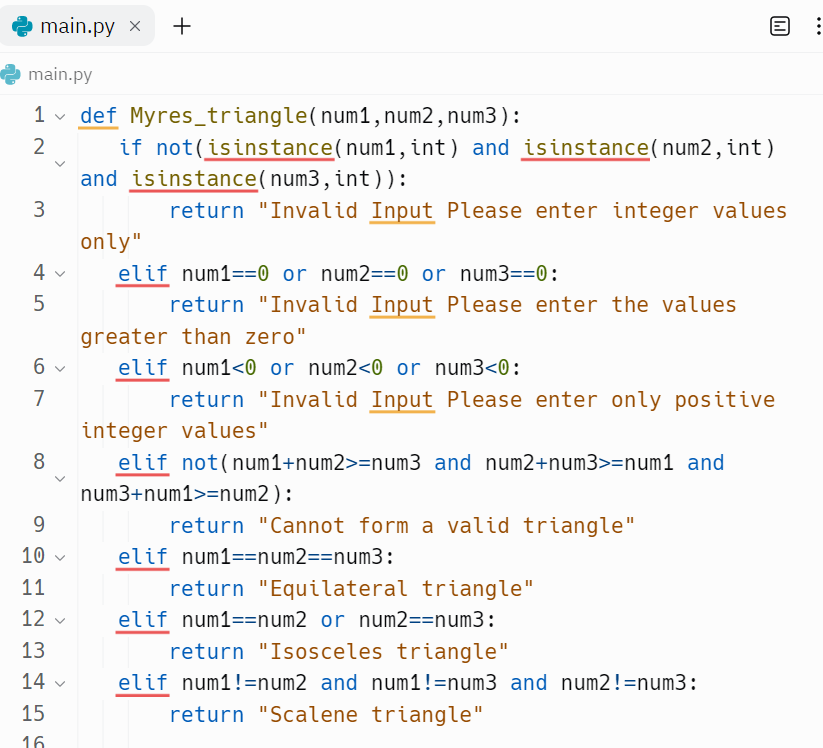 main.py × +
main.py
1 def Myres_triangle(num1,num2,num3):
2 if not(isinstance(num1,int) and isinstance(num2,int)
and isinstance(num3,int)):
3 return "Invalid Input Please enter integer values
only"
4 elif num1==0 or num2==0 or num3==0:
5 return "Invalid Input Please enter the values
greater than zero"
6 elif num1<0 or num2<0 or num3<0:
7 return "Invalid Input Please enter only positive
integer values"
8 elif not(num1+num2>=num3 and num2+num3>=num1 and
num3+num1>=num2):
9 return "Cannot form a valid triangle"
10 elif num1==num2==num3:
11 return "Equilateral triangle"
12 elif num1==num2 or num2==num3:
13 return "Isosceles triangle"
14 elif num1!=num2 and num1!=num3 and num2!=num3:
15 return "Scalene triangle"
16